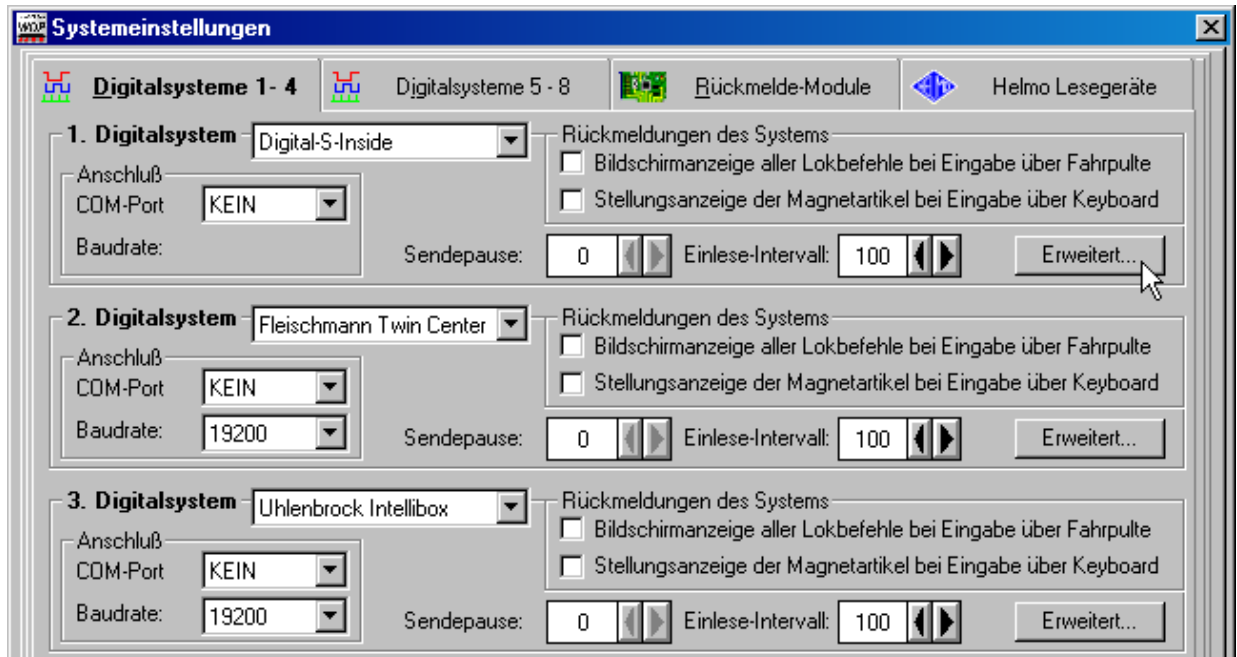 WDP Systemeinstellungen
Digitalsysteme 1- 4 Digitalsysteme 5 - 8 Rückmelde-Module Helmo Lesegeräte
1. Digitalsystem Digital-S-Inside
Anschluß
COM-Port KEIN
Baudrate:
Rückmeldungen des Systems
Bildschirmanzeige aller Lokbefehle bei Eingabe über Fahrpulte
Stellungsanzeige der Magnetartikel bei Eingabe über Keyboard
Sendepause: 0 Einlese-Intervall: 100 Erweitert...
2. Digitalsystem Fleischmann Twin Center
Anschluß
COM-Port KEIN
Baudrate: 19200
Rückmeldungen des Systems
Bildschirmanzeige aller Lokbefehle bei Eingabe über Fahrpulte
Stellungsanzeige der Magnetartikel bei Eingabe über Keyboard
Sendepause: 0 Einlese-Intervall: 100 Erweitert...
3. Digitalsystem Uhlenbrock Intellibox
Anschluß
COM-Port KEIN
Baudrate: 19200
Rückmeldungen des Systems
Bildschirmanzeige aller Lokbefehle bei Eingabe über Fahrpulte
Stellungsanzeige der Magnetartikel bei Eingabe über Keyboard
Sendepause: 0 Einlese-Intervall: 100 Erweitert...